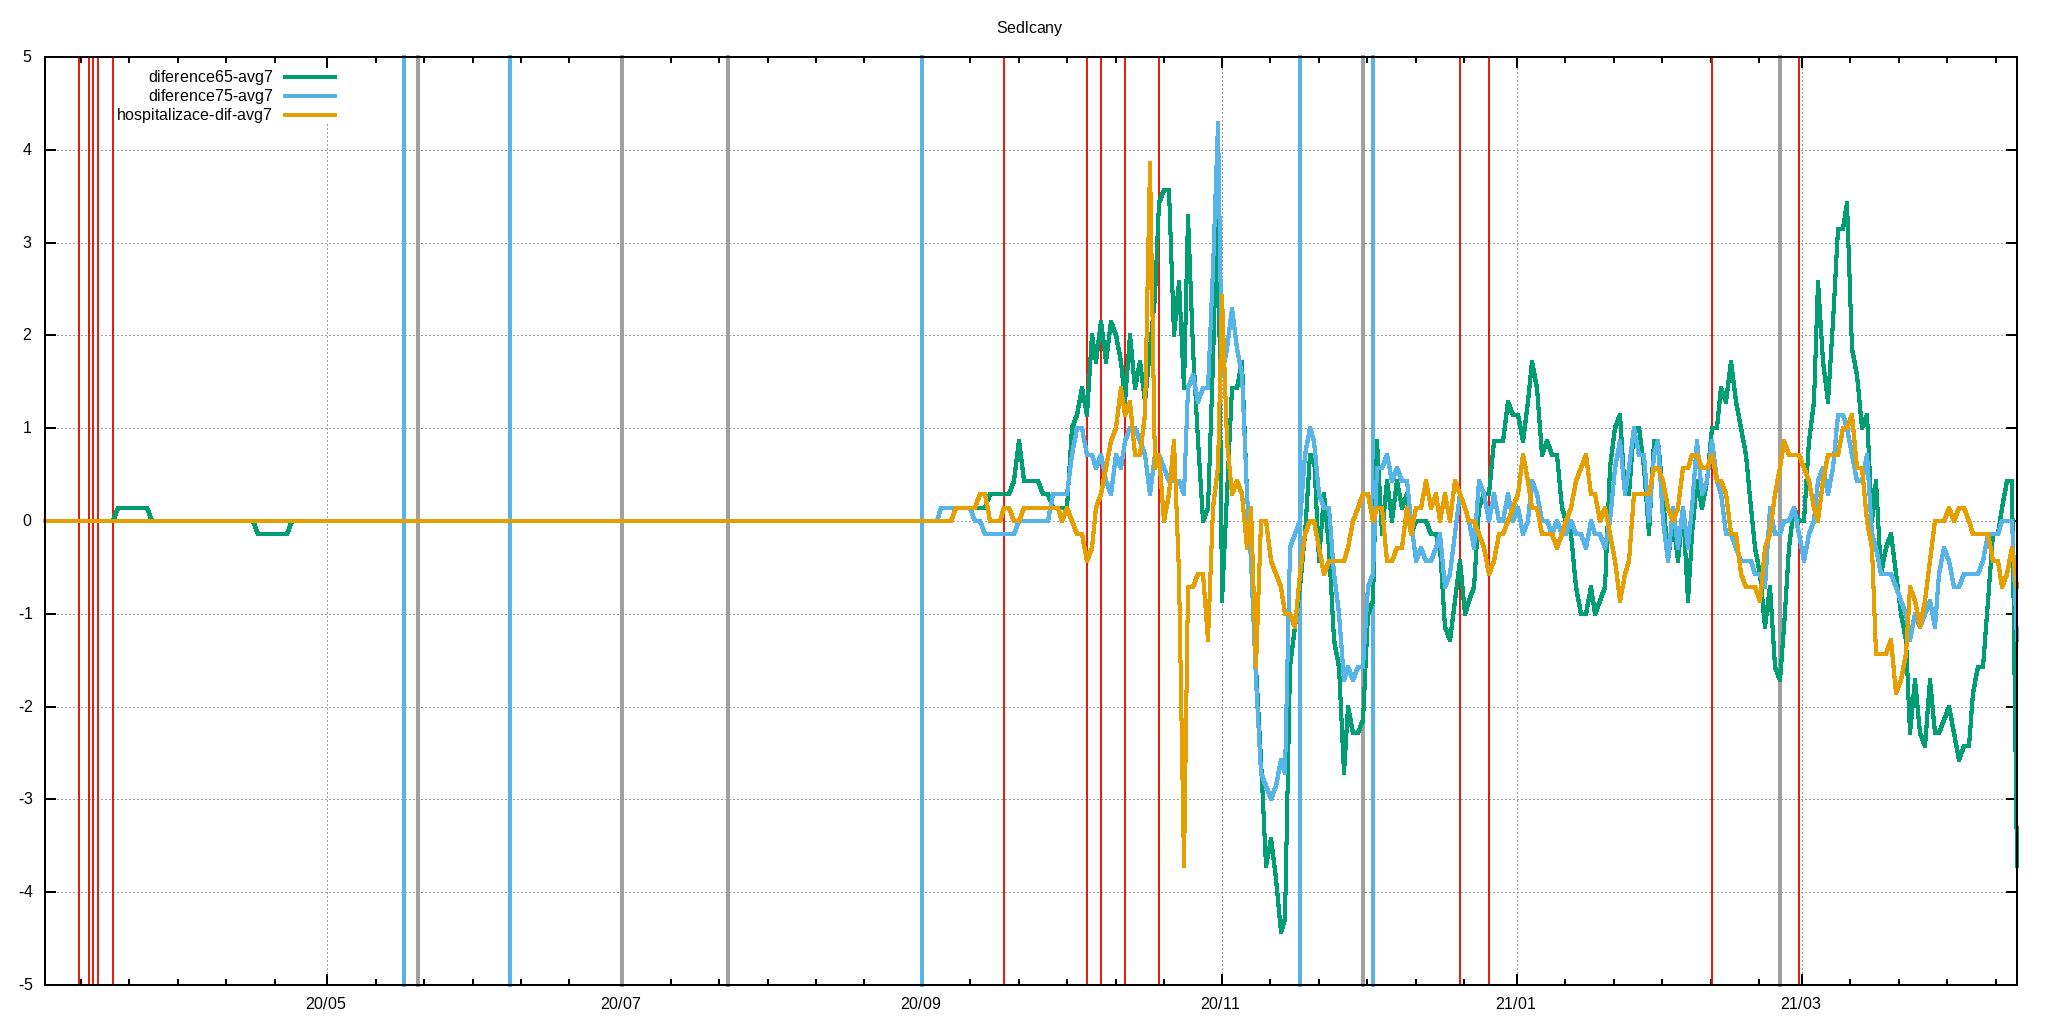 Sedlcany
diference65-avg7
diference75-avg7
hospitalizace-dif-avg7
5
4
3
2
1
0
-1
-2
-3
-4
-5
20/05 20/07 20/09 20/11 21/01 21/03